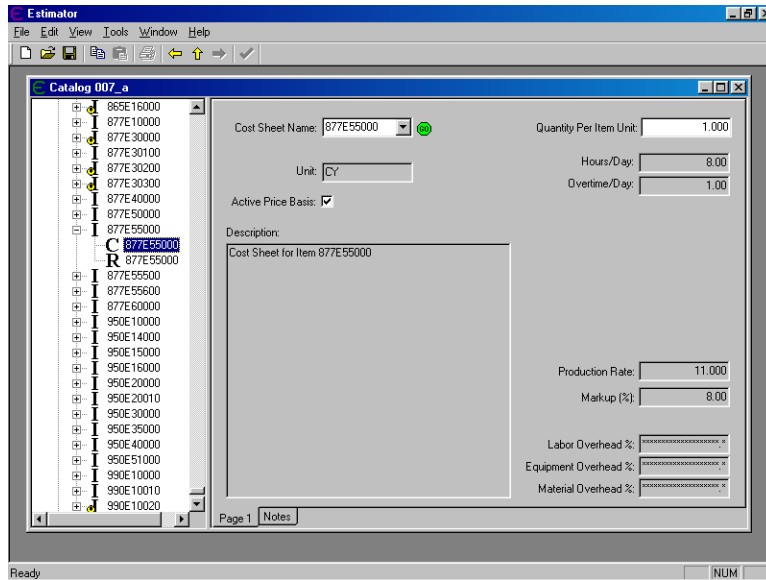 Estimator
File Edit View Tools Window Help
Catalog 007_a
865E16000
877E10000
877E30000
877E30100
877E30200
877E30300
877E40000
877E50000
877E55000
C 877E55000
R 877E55000
877E55500
877E55600
877E60000
950E10000
950E14000
950E15000
950E16000
950E20000
950E20010
950E30000
950E35000
950E40000
950E51000
990E10000
990E10010
990E10020
Cost Sheet Name: 877E55000 GO
Quantity Per Item Unit: 1.000
Unit: CY
Hours/Day: 8.00
Overtime/Day: 1.00
Active Price Basis:
Description:
Cost Sheet for Item 877E55000
Production Rate: 11.000
Markup (%): 8.00
Labor Overhead %:
Equipment Overhead %:
Material Overhead %:
Page 1 Notes
Ready NUM